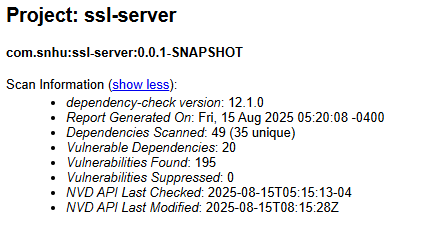 Project: ssl-server
com.snhu:ssl-server:0.0.1-SNAPSHOT
Scan Information (show less):
• dependency-check version: 12.1.0
• Report Generated On: Fri, 15 Aug 2025 05:20:08 -0400
• Dependencies Scanned: 49 (35 unique)
• Vulnerable Dependencies: 20
• Vulnerabilities Found: 195
• Vulnerabilities Suppressed: 0
• NVD API Last Checked: 2025-08-15T05:15:13-04
• NVD API Last Modified: 2025-08-15T08:15:28Z